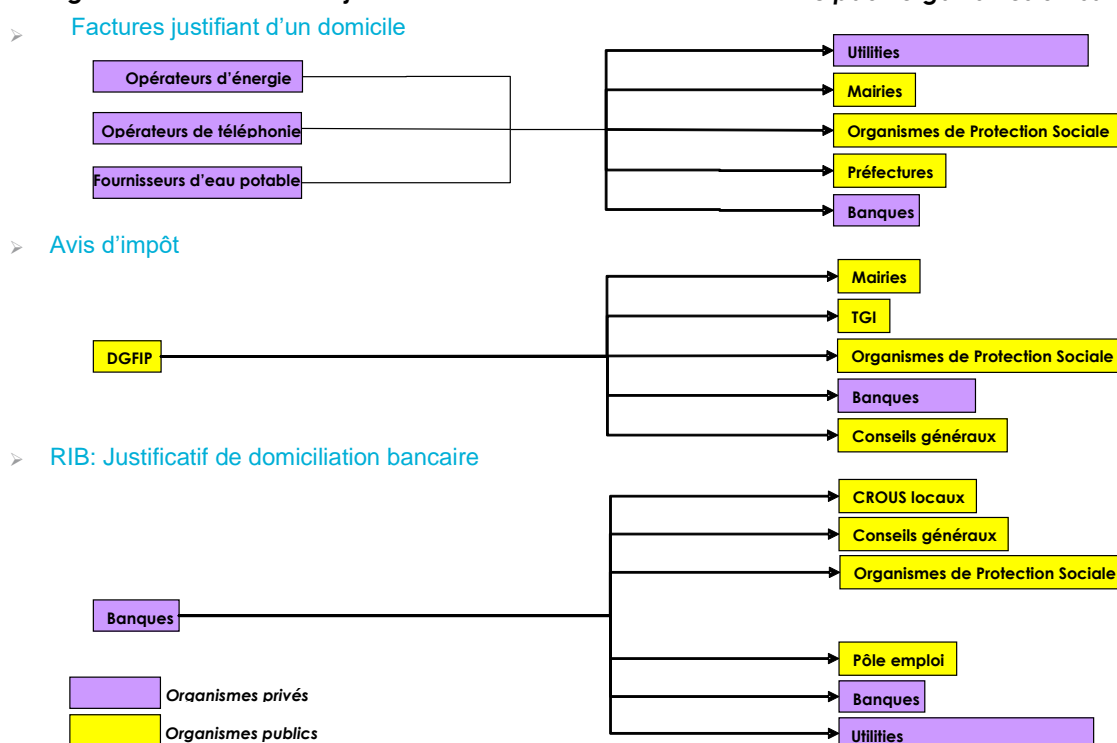 Factures justifiant d'un domicile
Opérateurs d'énergie
Opérateurs de téléphonie
Fournisseurs d'eau potable
Utilities
Mairies
Organismes de Protection Sociale
Préfectures
Banques
Avis d'impôt
DGFIP
Mairies
TGI
Organismes de Protection Sociale
Banques
Conseils généraux
RIB: Justificatif de domiciliation bancaire
Banques
CROUS locaux
Conseils généraux
Organismes de Protection Sociale
Pôle emploi
Banques
Utilities
Organismes privés
Organismes publics